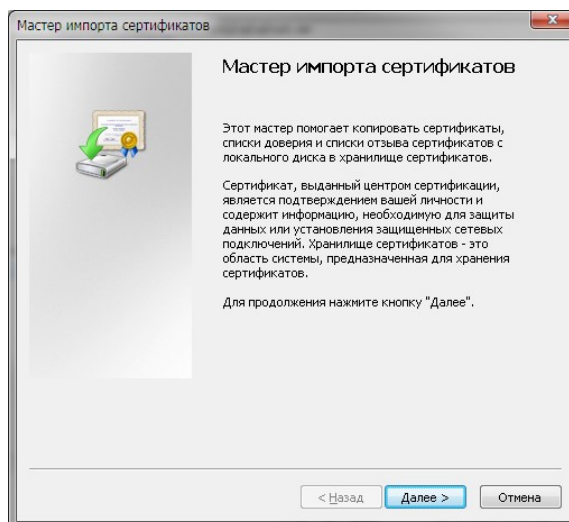 Мастер импорта сертификатов
Мастер импорта сертификатов
Этот мастер помогает копировать сертификаты,
списки доверия и списки отзыва сертификатов с
локального диска в хранилище сертификатов.
Сертификат, выданный центром сертификации,
является подтверждением вашей личности и
содержит информацию, необходимую для защиты
данных или установления защищенных сетевых
подключений. Хранилище сертификатов - это
область системы, предназначенная для хранения
сертификатов.
Для продолжения нажмите кнопку "Далее".
< Назад Далее > Отмена